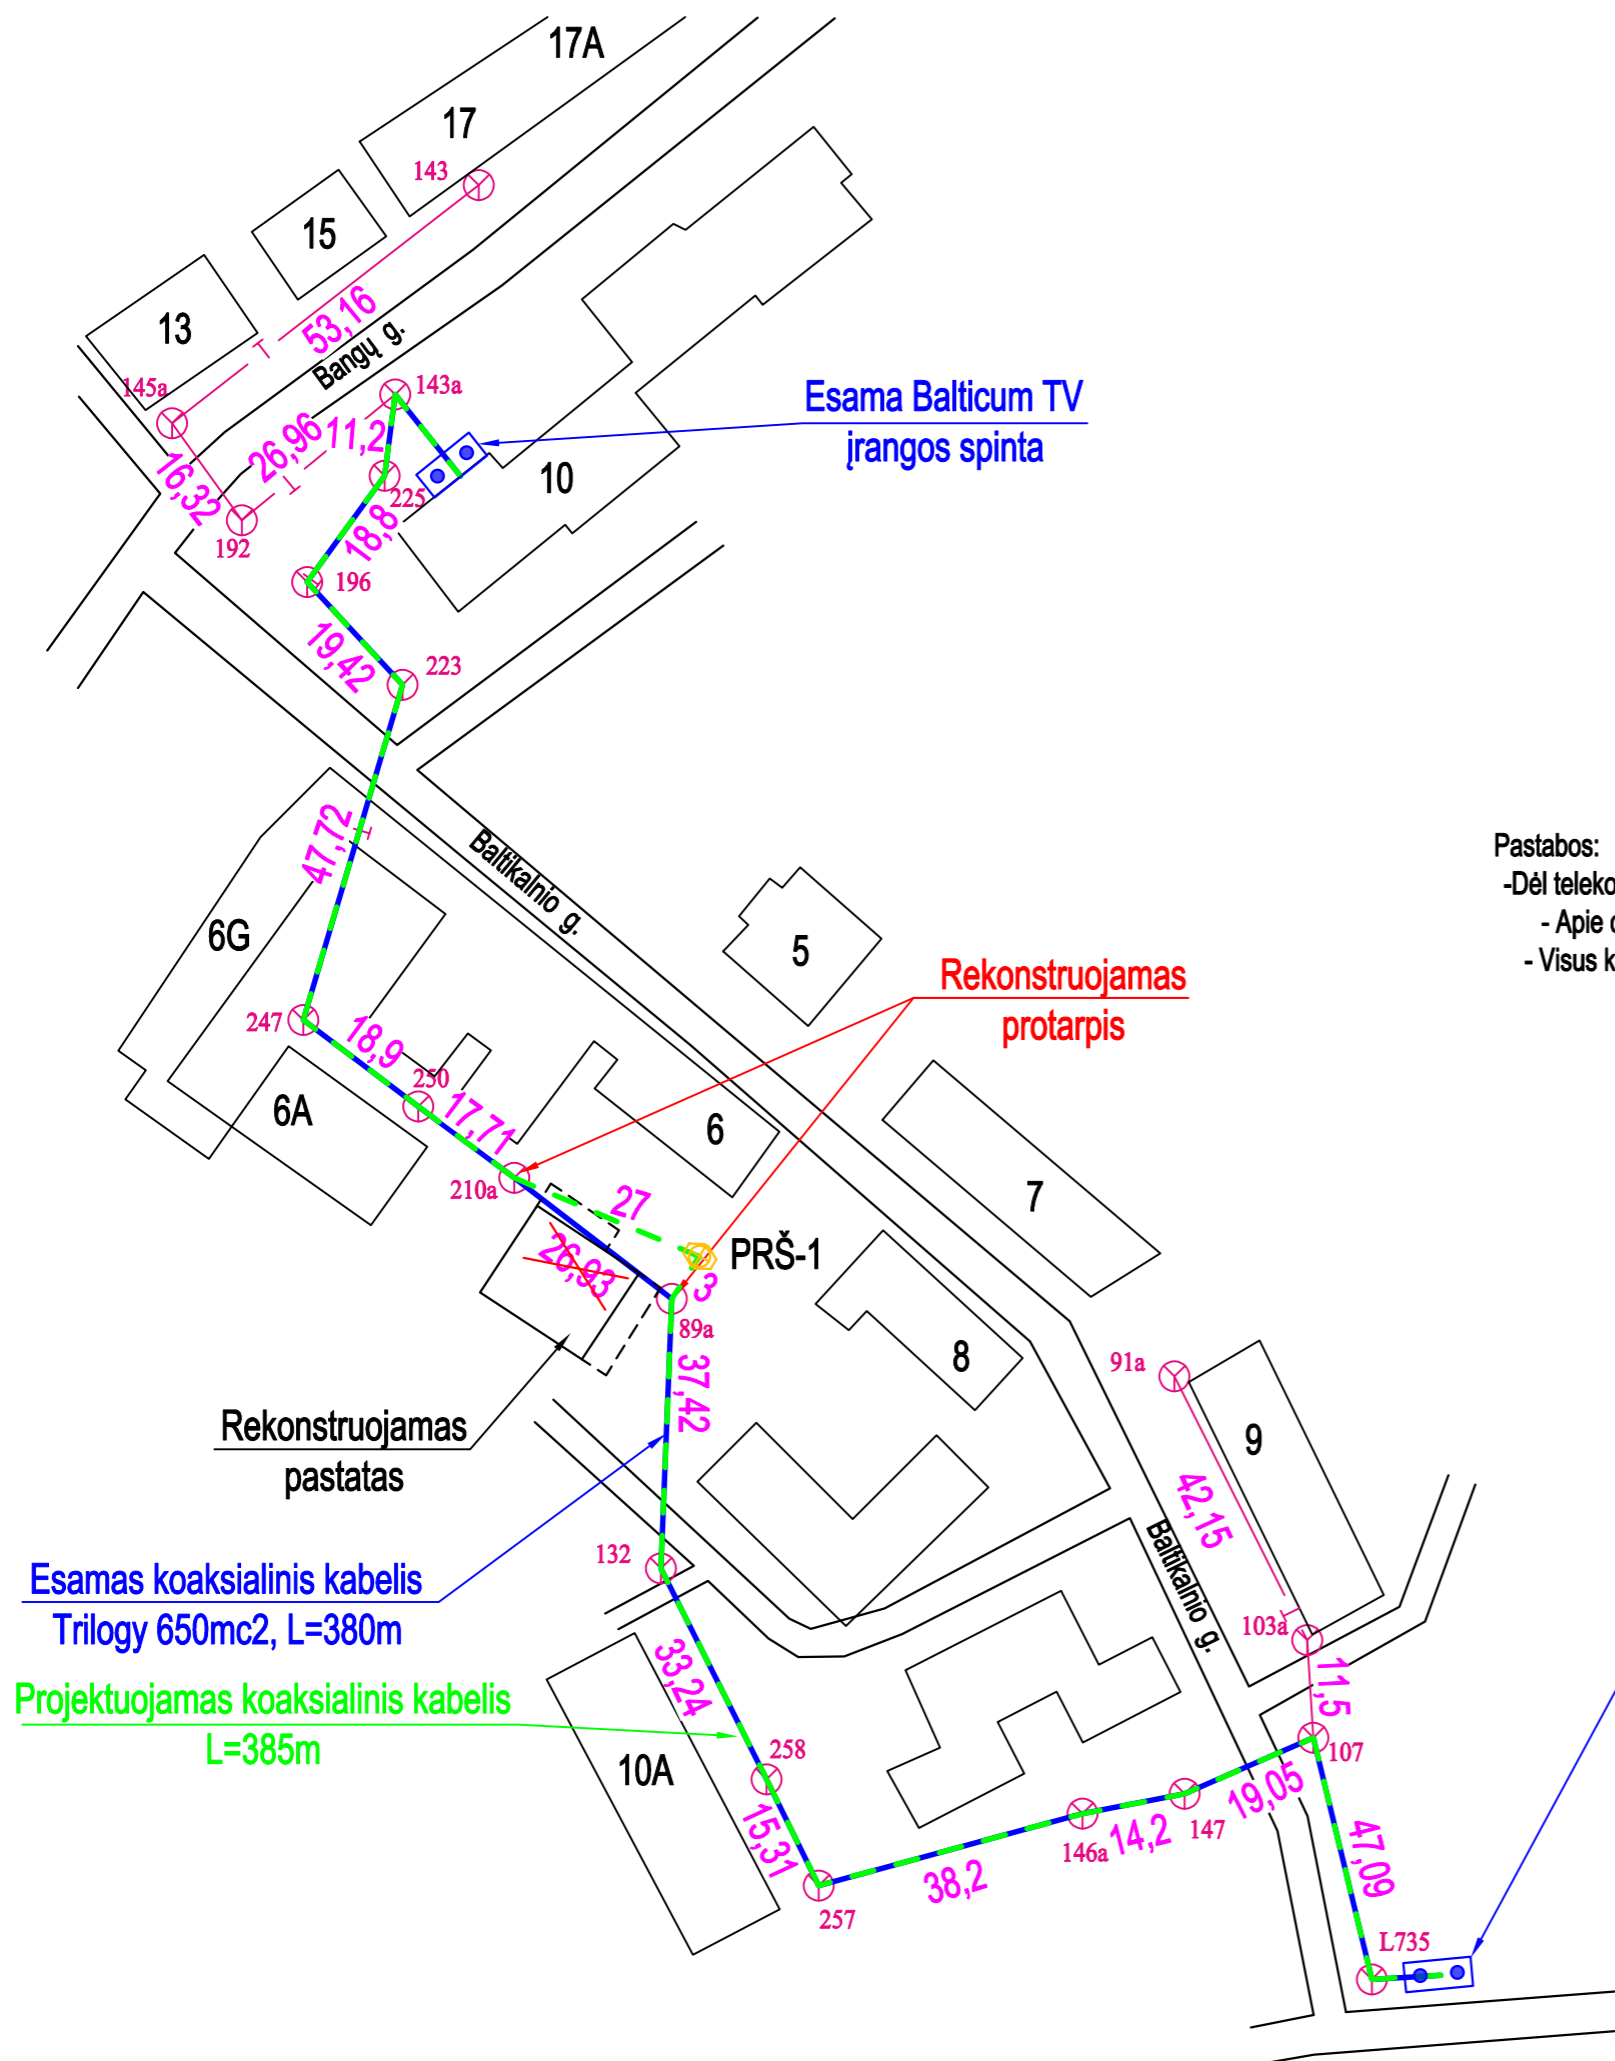 17A
17
143
15
13
53,16
Bangų g.
145a
143a
11,2
26,96
16,32
Esama Balticum TV
įrangos spinta
10
225
18,8
192
196
19,42
223
47,72
Baltikalnio g.
Pastabos:
-Dėl teleko
- Apie
- Visus k
6G
5
Rekonstruojamas
protarpis
247
18,9
250
6A
17,71
6
210a
27
7
PRŠ-1
26,93
3
89a
8
37,42
91a
9
Rekonstruojamas
pastatas
42,15
Baltikalnio g.
132
Esamas koaksialinis kabelis
Trilogy 650mc2, L=380m
103a
33,24
11,5
Projektuojamas koaksialinis kabelis
L=385m
258
107
10A
19,05
15,31
147
14,2
146a
38,2
47,09
257
L735